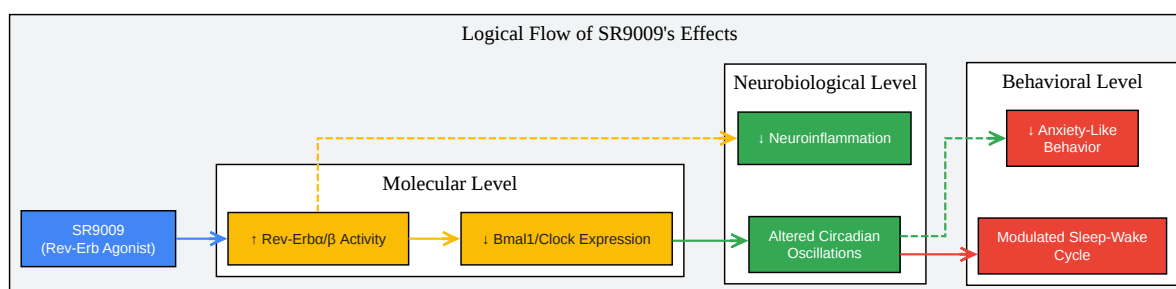 Logical Flow of SR9009's Effects
Neurobiological Level
Behavioral Level
↓ Neuroinflammation
↓ Anxiety-Like
Behavior
Molecular Level
SR9009
(Rev-Erb Agonist)
↑ Rev-Erbα/β Activity
↓ Bmal1/Clock Expression
Altered Circadian
Oscillations
Modulated Sleep-Wake
Cycle